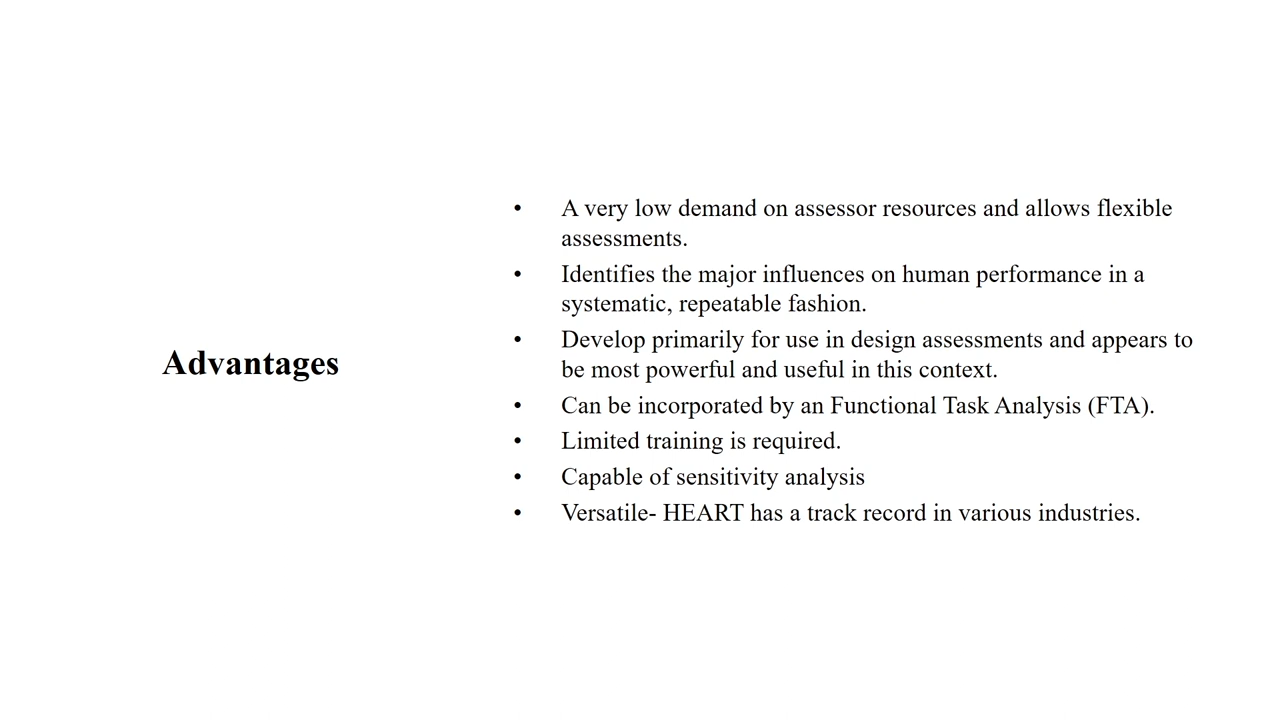 Advantages
• A very low demand on assessor resources and allows flexible
assessments.
• Identifies the major influences on human performance in a
systematic, repeatable fashion.
• Develop primarily for use in design assessments and appears to
be most powerful and useful in this context.
• Can be incorporated by an Functional Task Analysis (FTA).
• Limited training is required.
• Capable of sensitivity analysis
• Versatile- HEART has a track record in various industries.